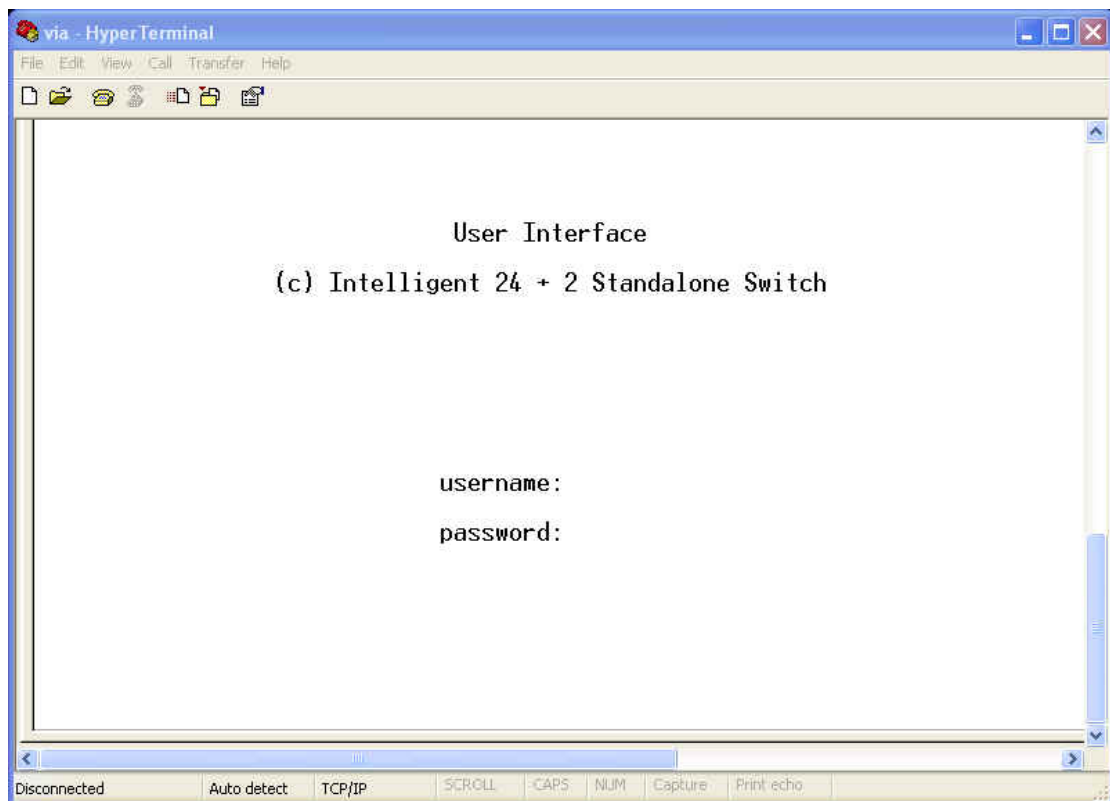 via - HyperTerminal
File Edit View Call Transfer Help
User Interface
(c) Intelligent 24 + 2 Standalone Switch
username:
password:
Disconnected Auto detect TCP/IP SCROLL CAPS NUM Capture Print echo